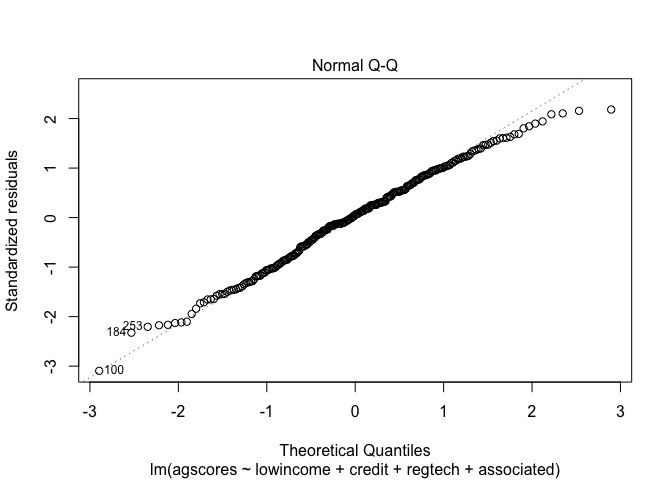 Normal Q-Q
Standardized residuals
2
1
0
-1
-2
-3
253
184
100
-3 -2 -1 0 1 2 3
Theoretical Quantiles
lm(agscores ~ lowincome + credit + regtech + associated)